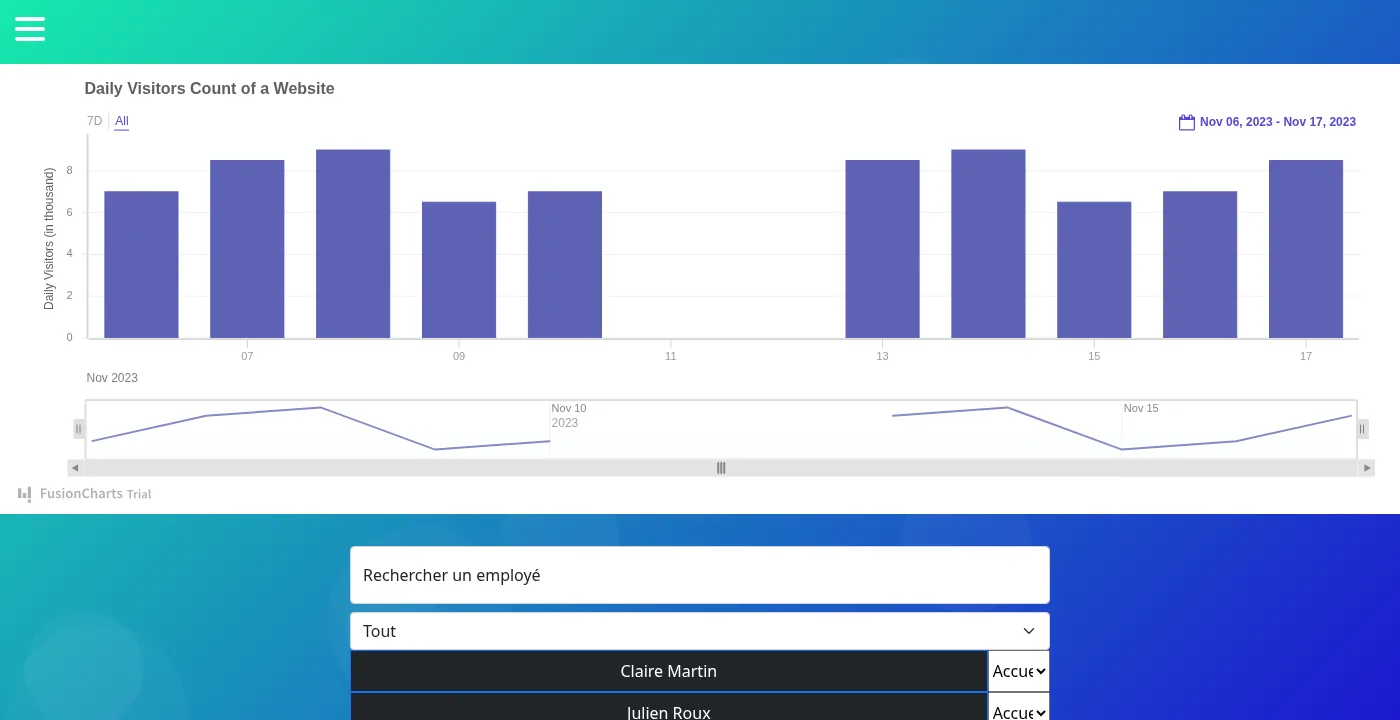 Daily Visitors Count of a Website
7D All
Nov 06, 2023 - Nov 17, 2023
Daily Visitors (in thousand)
8
6
4
2
0
07 09 11 13 15 17
Nov 2023
Nov 10
2023
Nov 15
FusionCharts Trial
Rechercher un employé
Tout
Claire Martin Accue
Julien Roux Accue